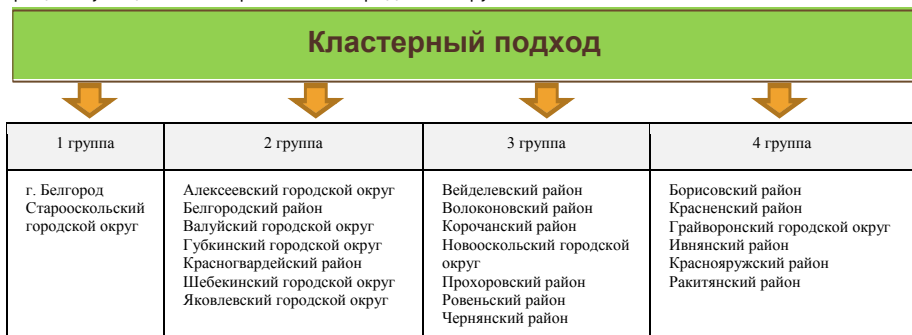 Кластерный подход
1 группа
2 группа
3 группа
4 группа
г. Белгород
Старооскольский
городской округ
Алексеевский городской округ
Белгородский район
Валуйский городской округ
Губкинский городской округ
Красногвардейский район
Шебекинский городской округ
Яковлевский городской округ
Вейделевский район
Волоконовский район
Корочанский район
Новооскольский городской
округ
Прохоровский район
Ровеньский район
Чернянский район
Борисовский район
Красненский район
Грайворонский городской округ
Ивнянский район
Краснояружский район
Ракитянский район